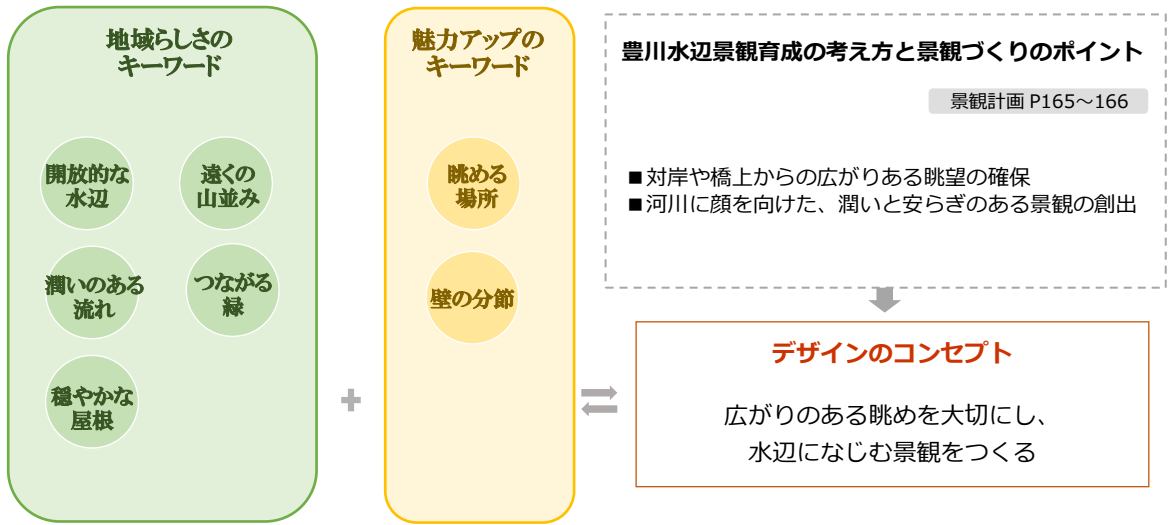 地域らしさの
キーワード
開放的な
水辺
遠くの
山並み
潤いのある
流れ
つながる
緑
穏やかな
屋根
+
魅力アップの
キーワード
眺める
場所
壁の分節
豊川水辺景観育成の考え方と景観づくりのポイント
景観計画 P165～166
■対岸や橋上からの広がりある眺望の確保
■河川に顔を向けた、潤いと安らぎのある景観の創出
デザインのコンセプト
広がりのある眺めを大切にし、
水辺になじむ景観をつくる